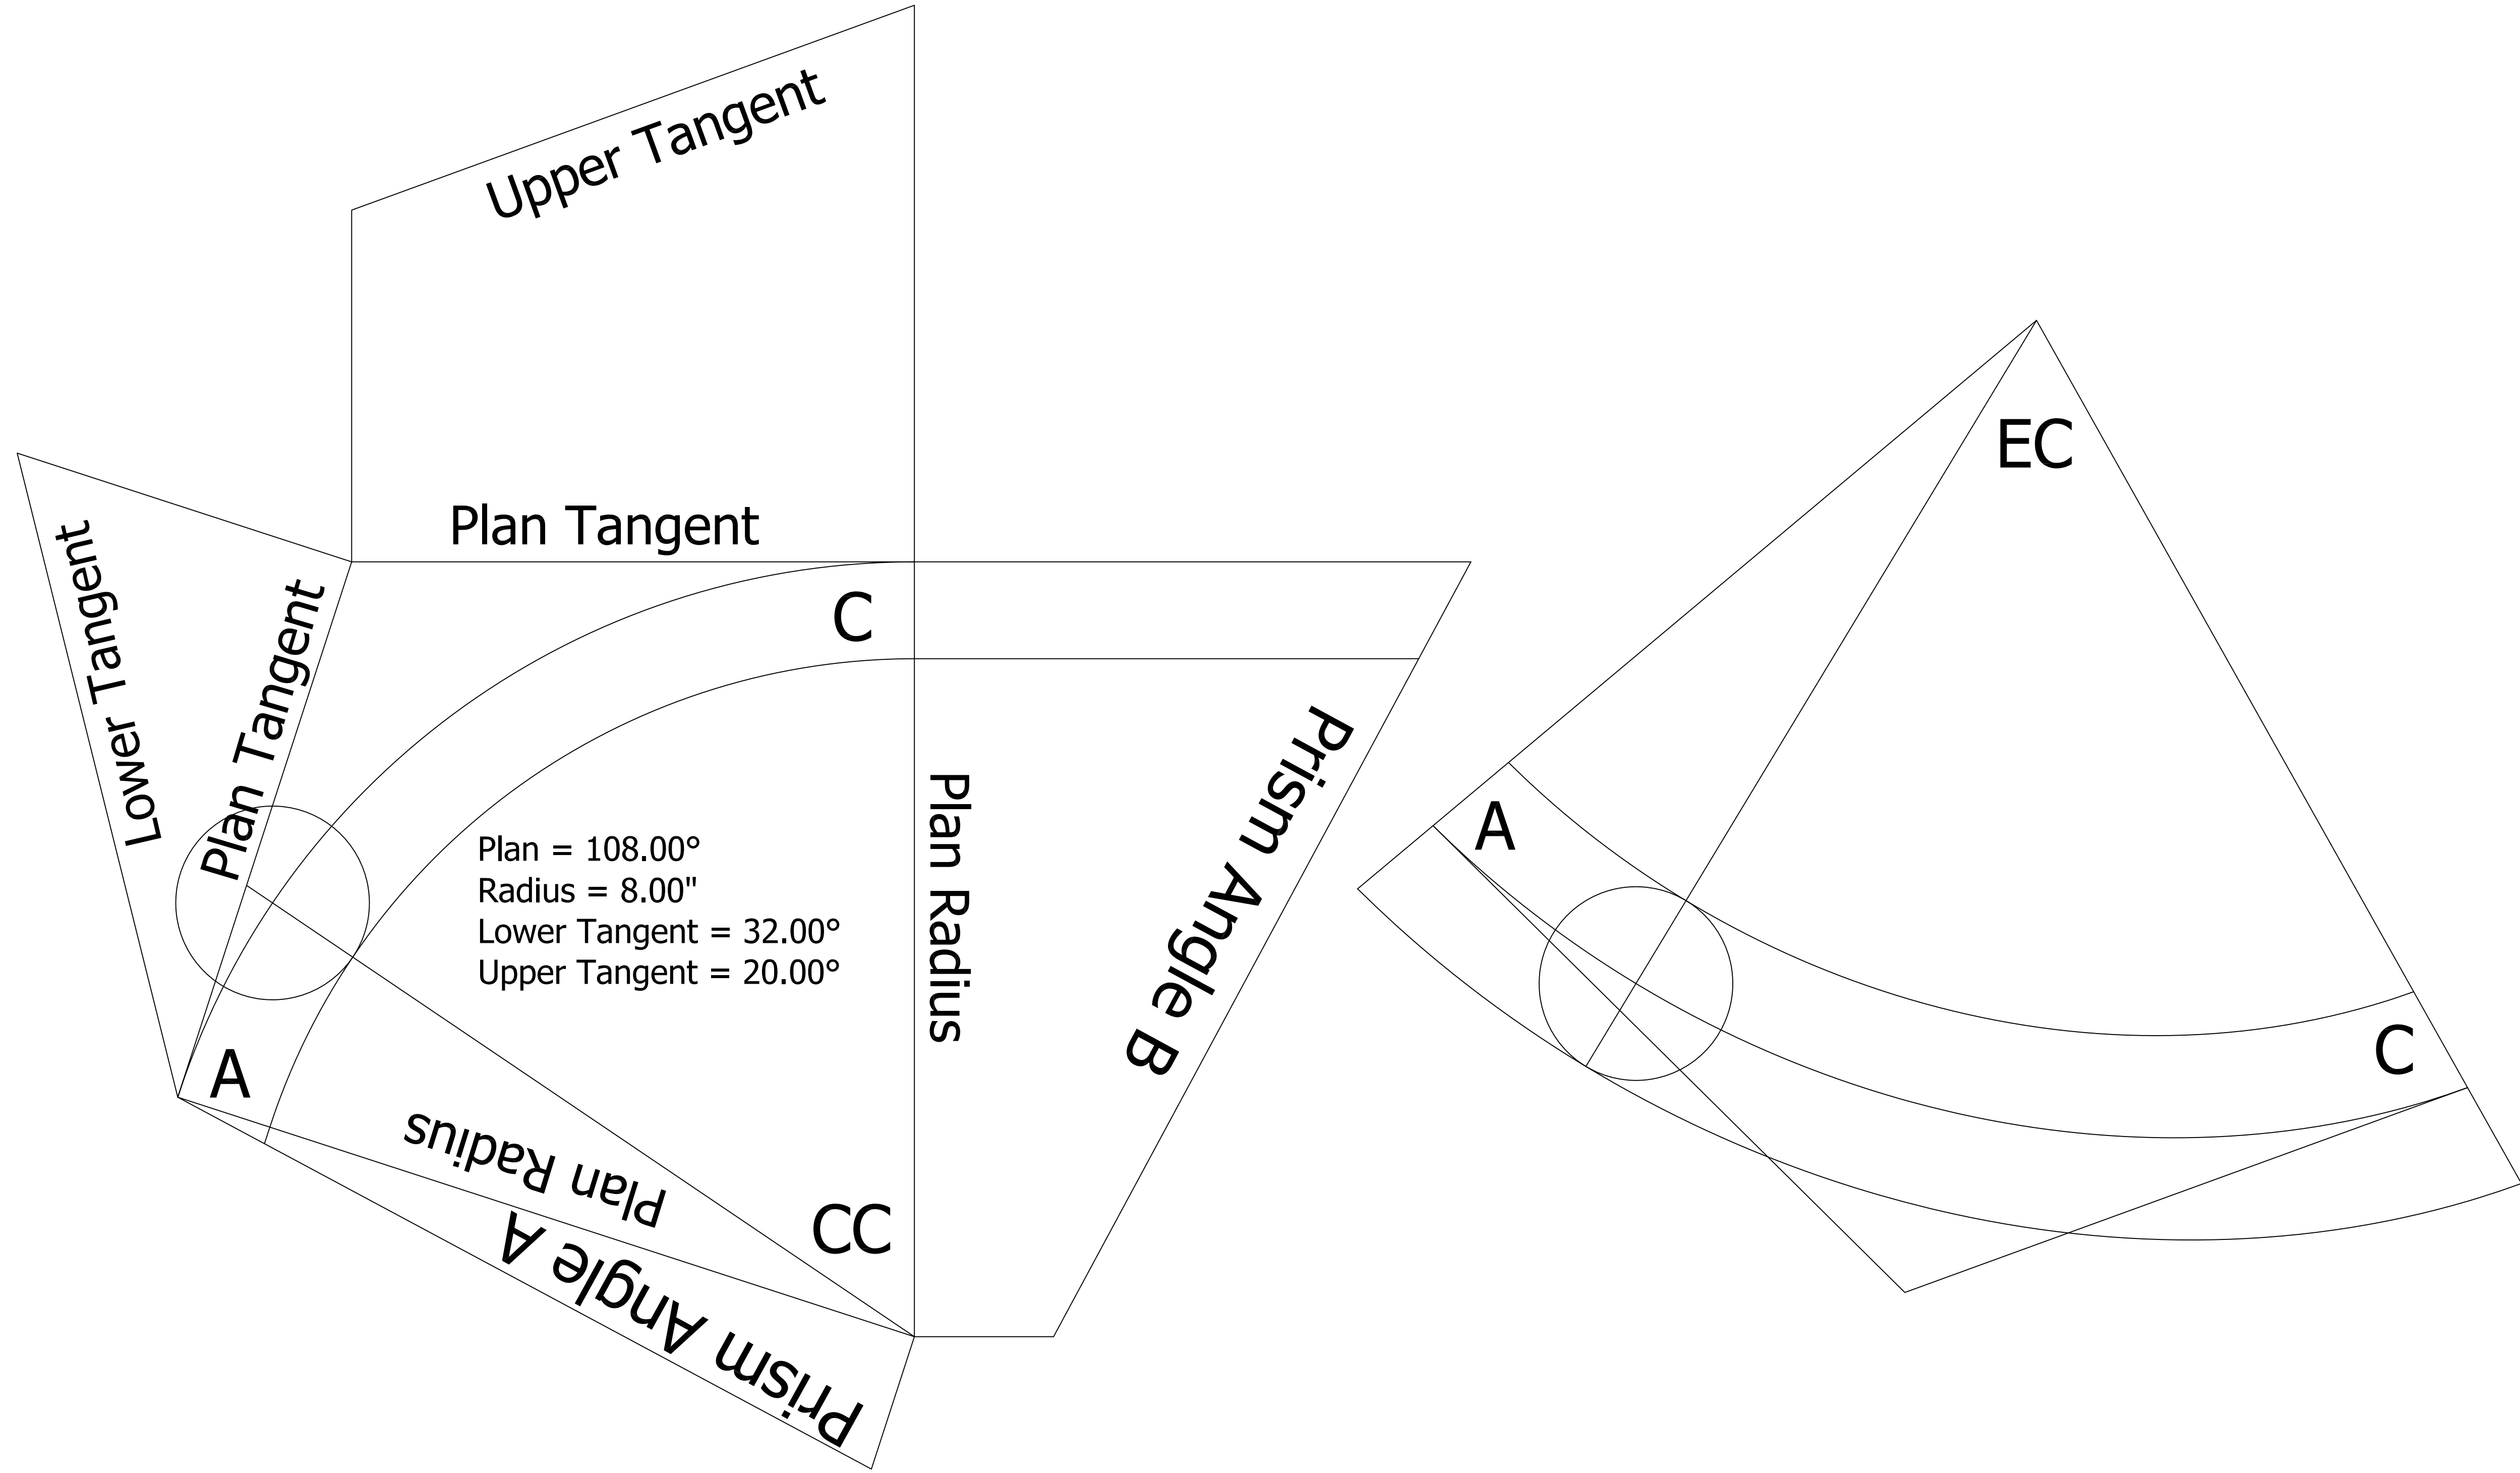 Upper Tangent
Plan Tangent
Lower Tangent
Plan Tangent
C
EC
Plan Radius
Prism Angle B
A
Plan = 108.00°
Radius = 8.00"
Lower Tangent = 32.00°
Upper Tangent = 20.00°
C
A
Plan Radius
CC
Prism Angle A